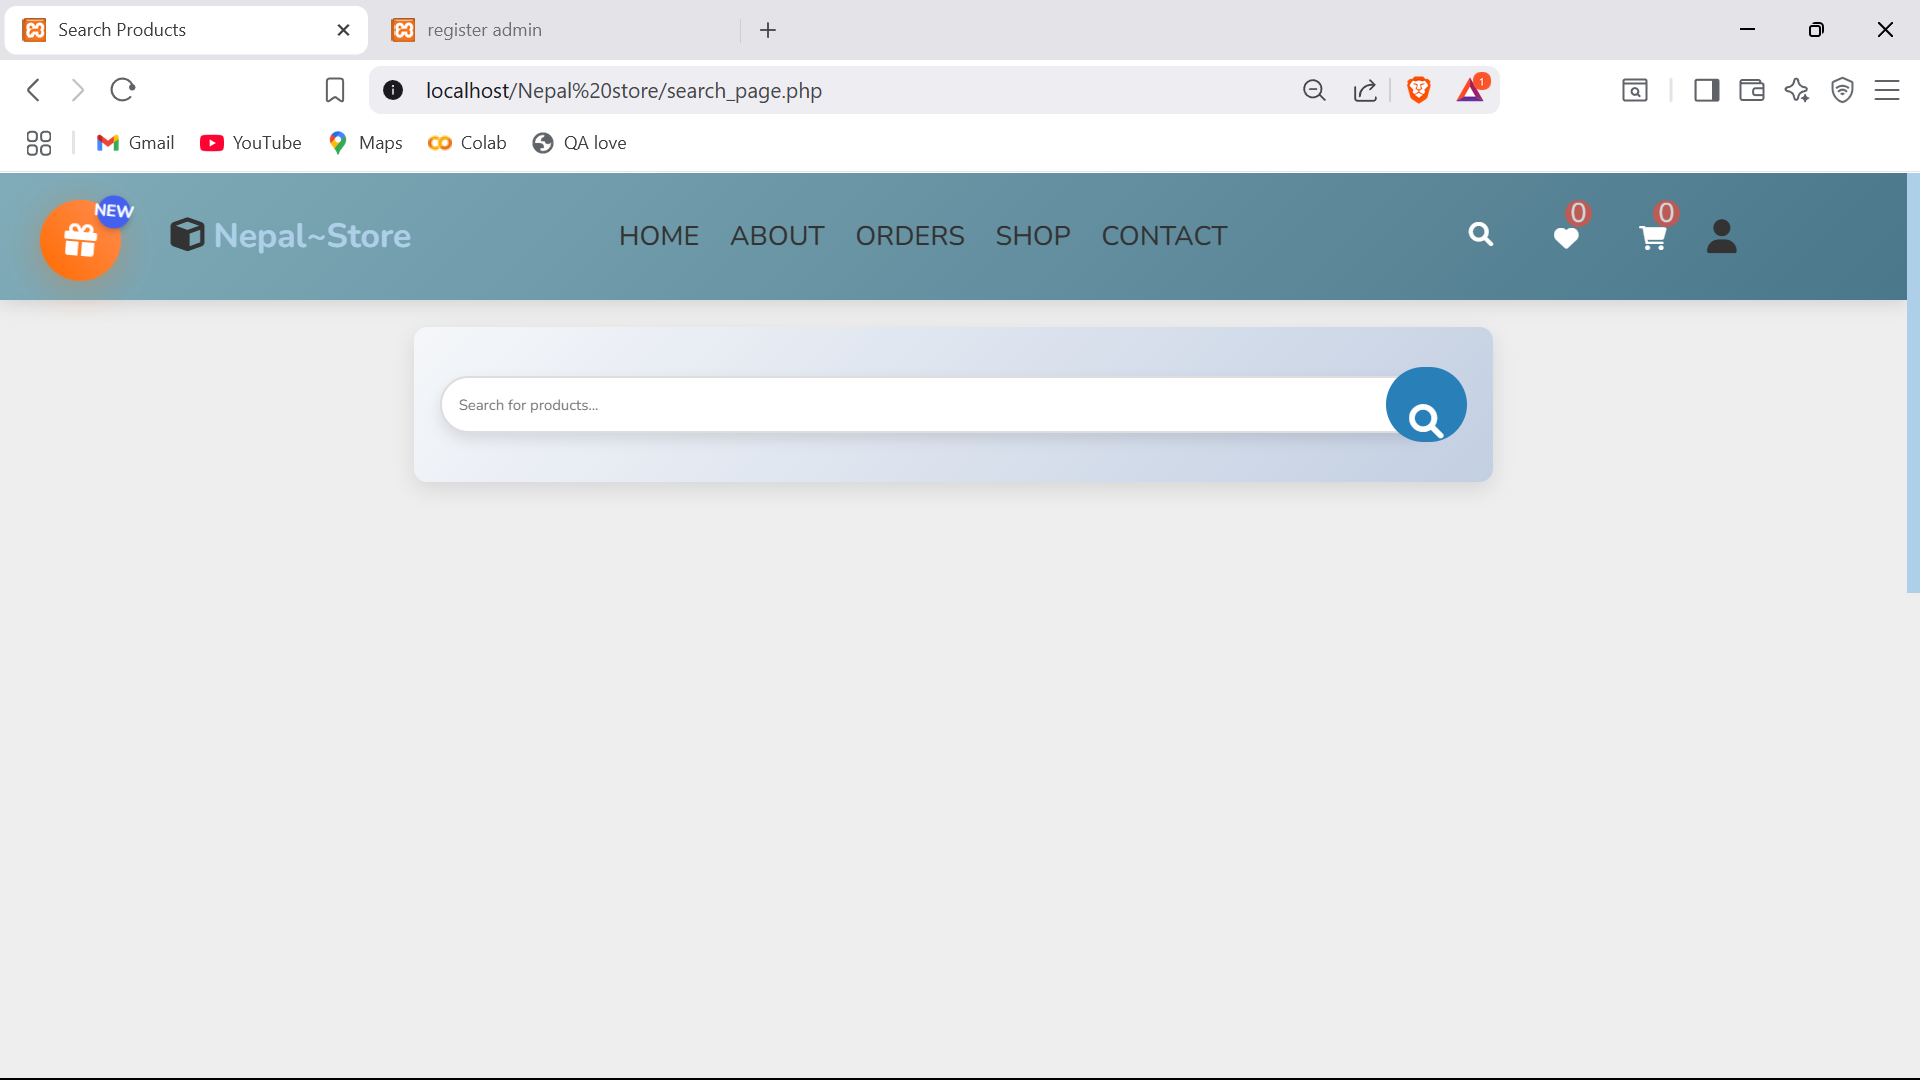 Search Products
register admin
localhost/Nepal%20store/search_page.php
1
Gmail
YouTube
Maps
Colab
QA love
NEW
Nepal~Store
HOME
ABOUT
ORDERS
SHOP
CONTACT
0
0
Search for products...